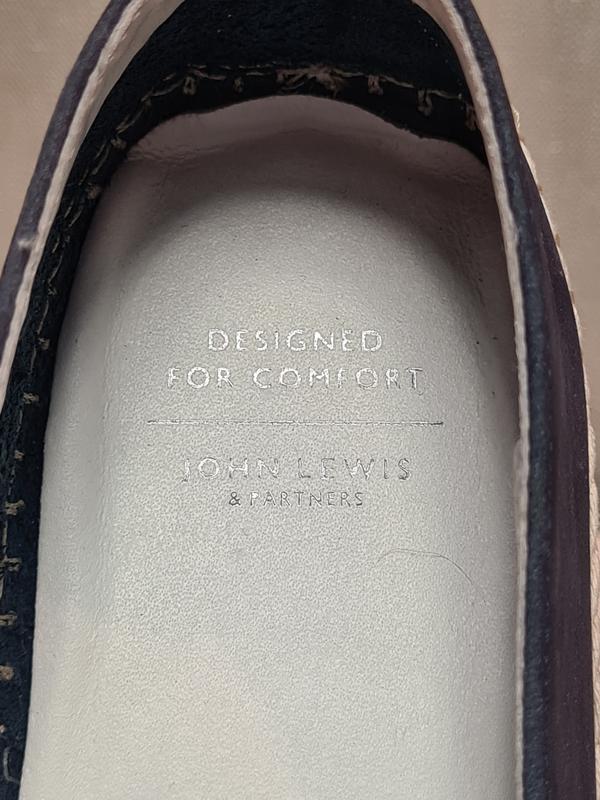 DESIGNED
FOR COMFORT
JOHN LEWIS
& PARTNERS